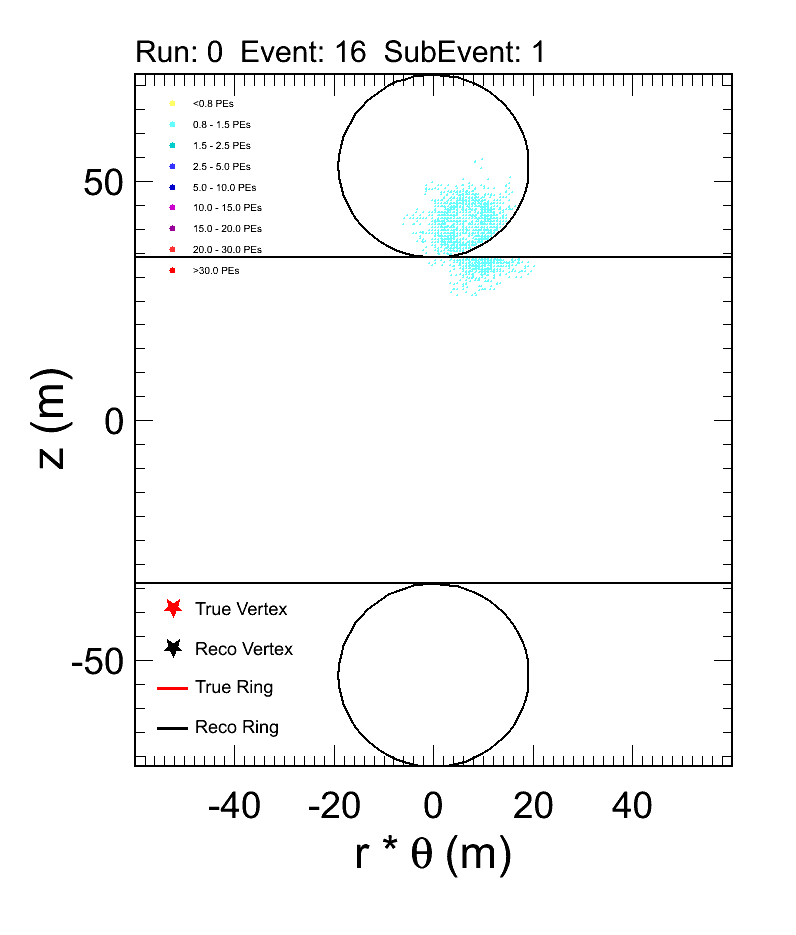 Run: 0 Event: 16 SubEvent: 1
<0.8 PEs
0.8 - 1.5 PEs
1.5 - 2.5 PEs
2.5 - 5.0 PEs
5.0 - 10.0 PEs
10.0 - 15.0 PEs
15.0 - 20.0 PEs
20.0 - 30.0 PEs
>30.0 PEs
50
0
-50
z (m)
True Vertex
Reco Vertex
True Ring
Reco Ring
-40 -20 0 20 40
r * θ (m)